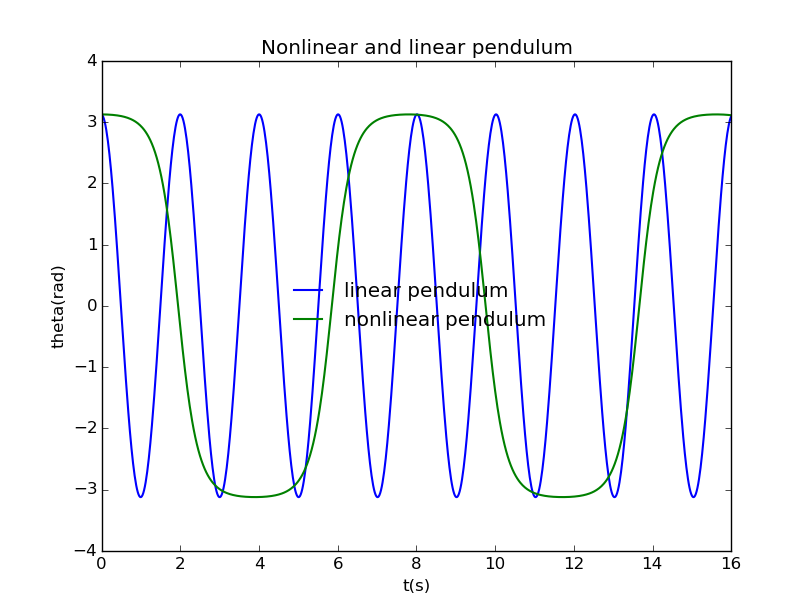 Nonlinear and linear pendulum
4
3
2
1
0
−1
−2
−3
−4
theta(rad)
linear pendulum
nonlinear pendulum
0 2 4 6 8 10 12 14 16
t(s)